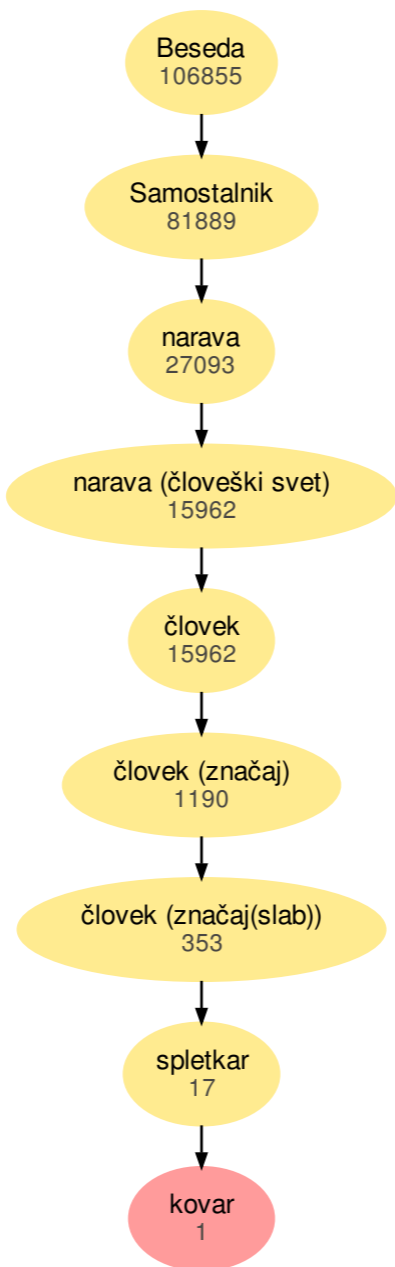 Beseda
106855
Samostalnik
81889
narava
27093
narava (človeški svet)
15962
človek
15962
človek (značaj)
1190
človek (značaj(slab))
353
spletkar
17
kovar
1